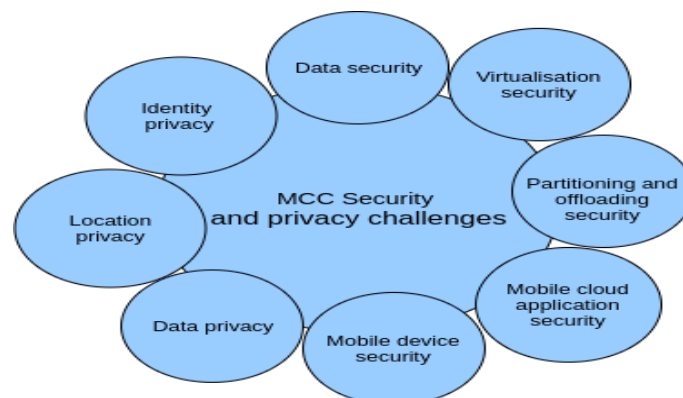 Data security
Virtualisation
security
Identity
privacy
Partitioning and
offloading
security
MCC Security
and privacy challenges
Location
privacy
Mobile cloud
application
security
Data privacy
Mobile device
security